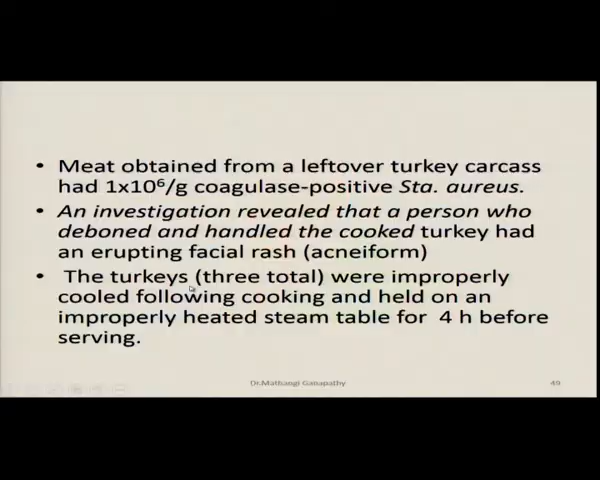 • Meat obtained from a leftover turkey carcass
had 1x10⁶/g coagulase-positive Sta. aureus.
• An investigation revealed that a person who
deboned and handled the cooked turkey had
an erupting facial rash (acneiform)
• The turkeys (three total) were improperly
cooled following cooking and held on an
improperly heated steam table for 4 h before
serving.
Dr.Mathangi Ganapathy 49